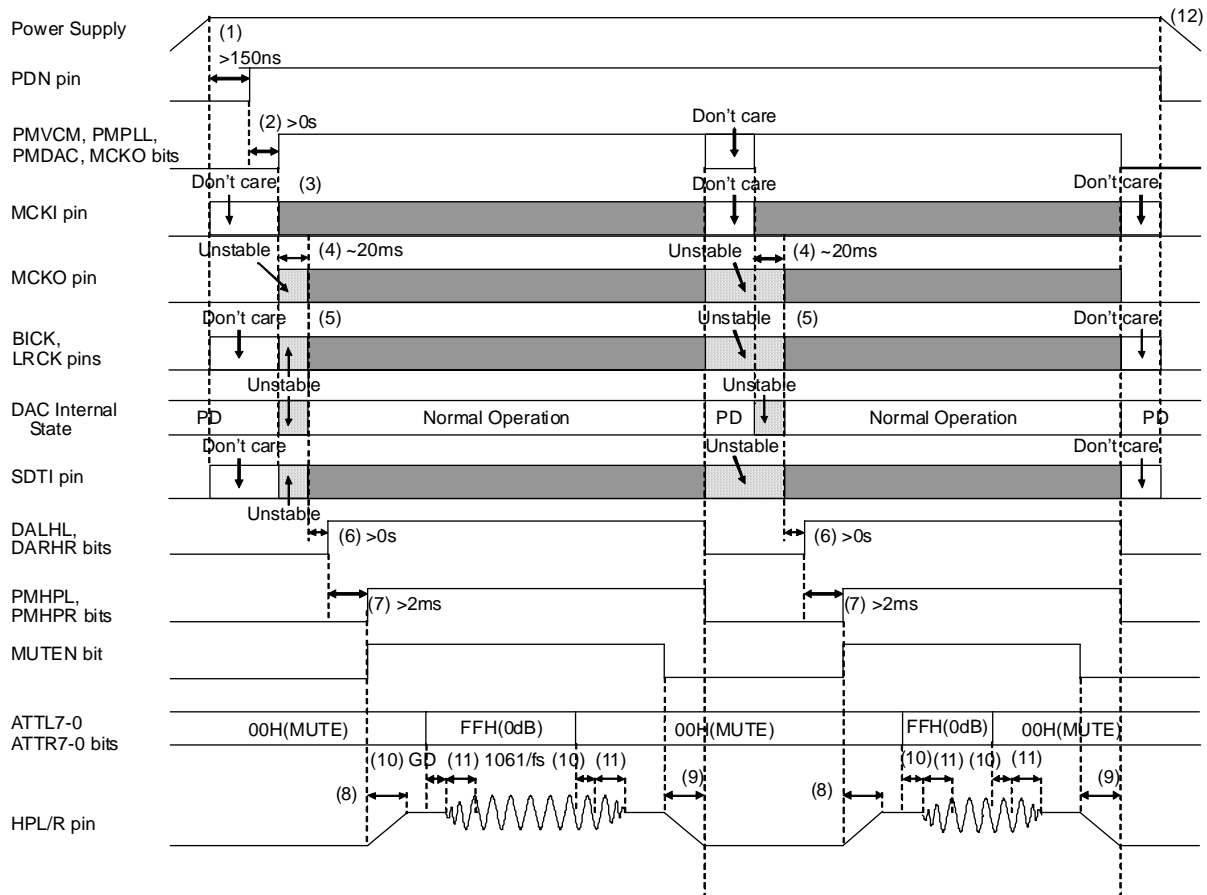 Power Supply
(1)
(12)
>150ns
PDN pin
(2) >0s
Don't care
PMVCM, PMPLL,
PMDAC, MCKO bits
Don't care
(3)
Don't care
Don't care
MCKI pin
Unstable
(4) ~20ms
Unstable
(4) ~20ms
MCKO pin
Don't care
(5)
Unstable
(5)
Don't care
BICK,
LRCK pins
Unstable
Unstable
DAC Internal
State
PD
Normal Operation
PD
Normal Operation
PD
Don't care
Unstable
Don't care
SDTI pin
Unstable
DALHL,
DARHR bits
(6) >0s
(6) >0s
PMHPL,
PMHPR bits
(7) >2ms
(7) >2ms
MUTEN bit
ATTL7-0
ATTR7-0 bits
00H(MUTE)
FFH(0dB)
00H(MUTE)
FFH(0dB)
00H(MUTE)
(10) GD
(11) 1061/fs
(10)
(11)
(10)
(11)
(10)
(11)
(8)
(9)
(8)
(9)
HPL/R pin